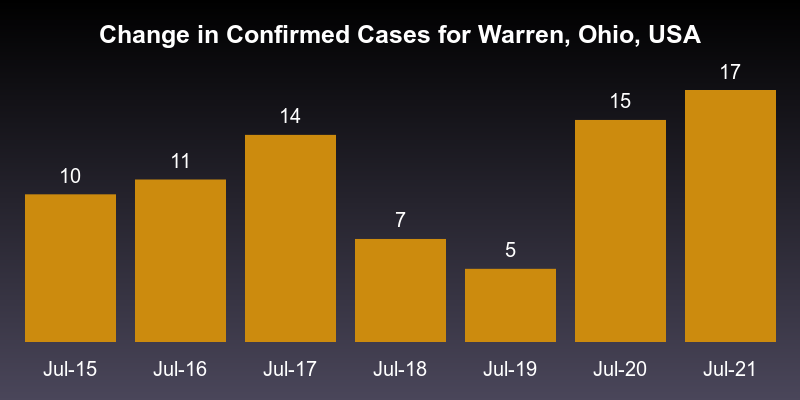 Change in Confirmed Cases for Warren, Ohio, USA
10 11 14 7 5 15 17
Jul-15 Jul-16 Jul-17 Jul-18 Jul-19 Jul-20 Jul-21